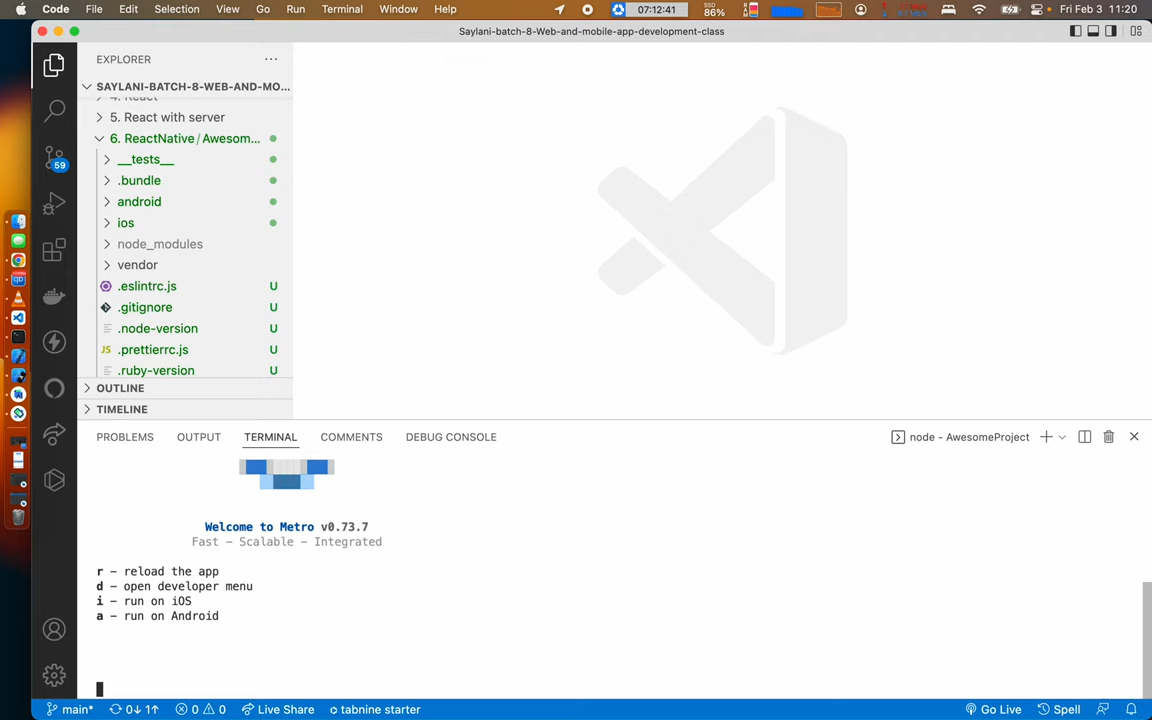 Code File Edit Selection View Go Run Terminal Window Help 07:12:41 SSD 86% Fri Feb 3 11:20
Saylani-batch-8-Web-and-mobile-app-development-class
EXPLORER
SAYLANI-BATCH-8-WEB-AND-MO...
4. React
5. React with server
6. ReactNative/Awesom...
__tests__
.bundle
android
ios
node_modules
vendor
.eslintrc.js U
.gitignore U
.node-version U
JS .prettierrc.js U
.ruby-version U
OUTLINE
TIMELINE
59
PROBLEMS OUTPUT TERMINAL COMMENTS DEBUG CONSOLE node - AwesomeProject
Welcome to Metro v0.73.7
Fast - Scalable - Integrated
r - reload the app
d - open developer menu
i - run on iOS
a - run on Android
main* 0↓ 1↑ 0 0 Live Share tabnine starter Go Live Spell